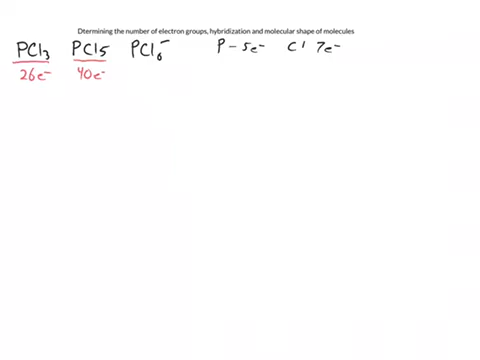 Dtermining the number of electron groups, hybridization and molecular shape of molecules
PCl₃ PCl5 PCl₆⁻ P - 5e⁻ Cl 7e⁻
26e⁻ 40e⁻